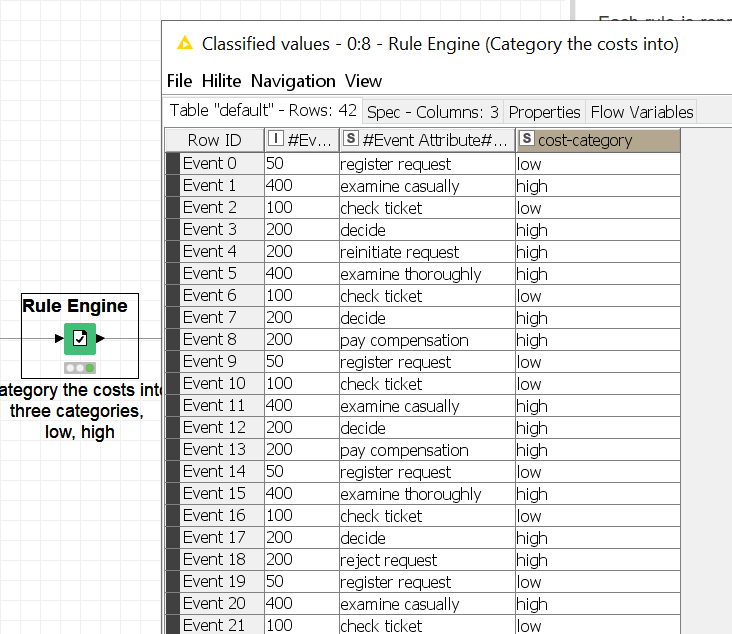 Classified values - 0:8 - Rule Engine (Category the costs into)
File Hilite Navigation View
Table "default" - Rows: 42 Spec - Columns: 3 Properties Flow Variables
Row ID I #Ev... S #Event Attribute#... S cost-category
Event 0 50 register request low
Event 1 400 examine casually high
Event 2 100 check ticket low
Event 3 200 decide high
Event 4 200 reinitiate request high
Event 5 400 examine thoroughly high
Event 6 100 check ticket low
Event 7 200 decide high
Event 8 200 pay compensation high
Event 9 50 register request low
Event 10 100 check ticket low
Event 11 400 examine casually high
Event 12 200 decide high
Event 13 200 pay compensation high
Event 14 50 register request low
Event 15 400 examine thoroughly high
Event 16 100 check ticket low
Event 17 200 decide high
Event 18 200 reject request high
Event 19 50 register request low
Event 20 400 examine casually high
Event 21 100 check ticket low
Rule Engine
ategory the costs into
three categories,
low, high